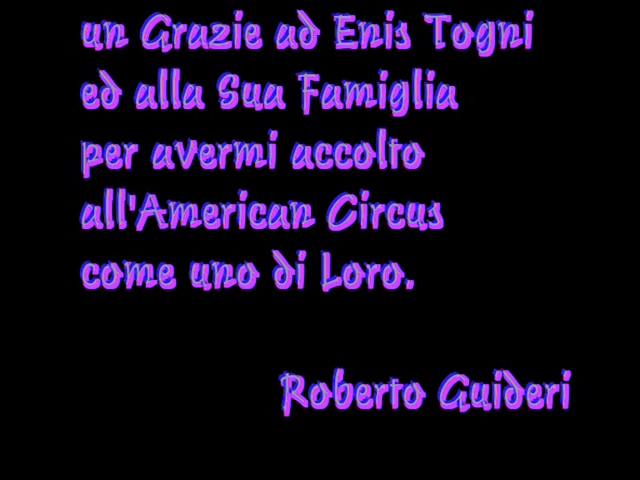 un Grazie ad Enis Togni
ed alla Sua Famiglia
per avermi accolto
all'American Circus
come uno di Loro.
Roberto Guideri